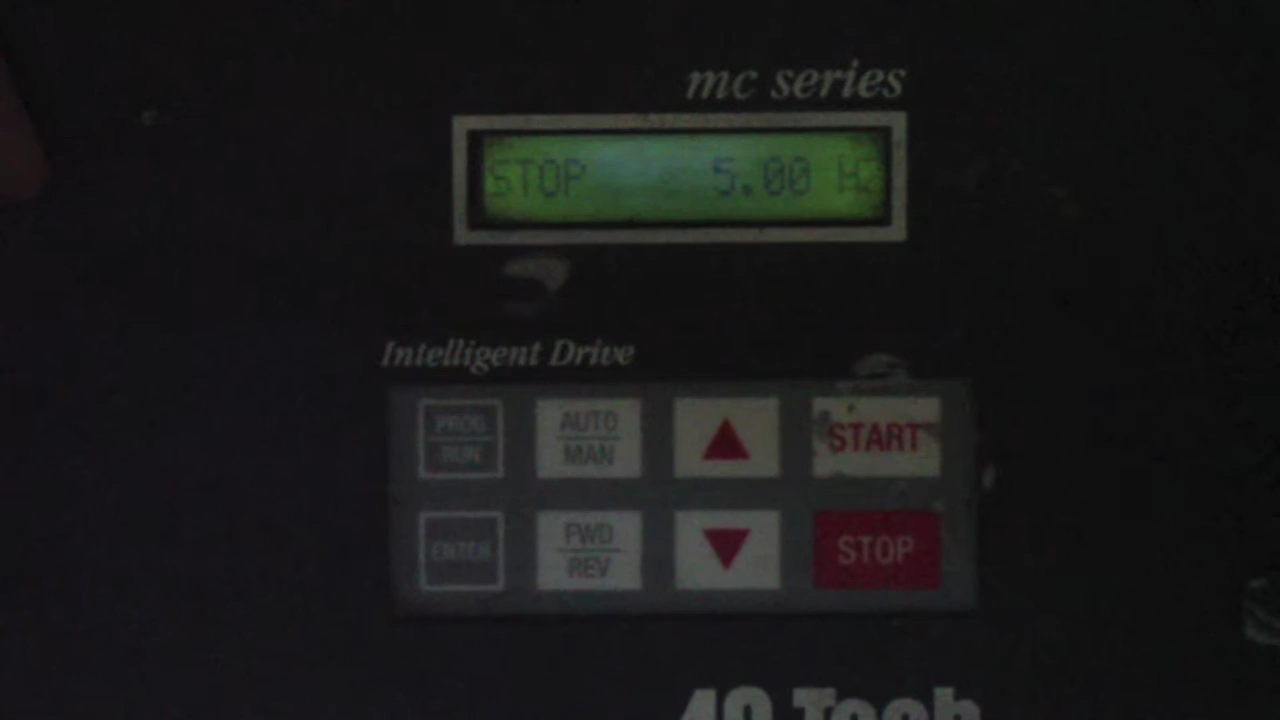 mc series
STOP 5.00 Hz
Intelligent Drive
PROG
RUN
AUTO
MAN
START
ENTER
FWD
REV
STOP